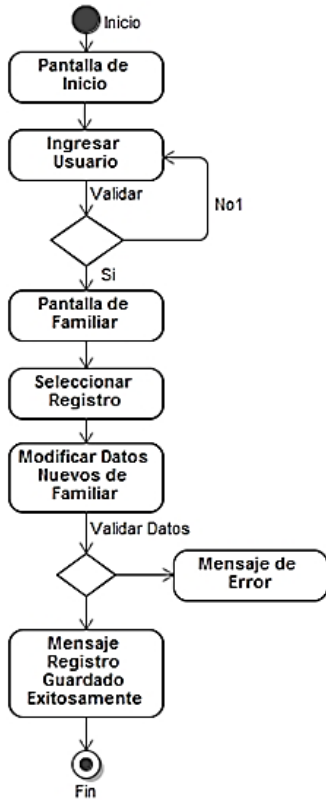 Inicio
Pantalla de
Inicio
Ingresar
Usuario
Validar
No1
Si
Pantalla de
Familiar
Seleccionar
Registro
Modificar Datos
Nuevos de
Familiar
Validar Datos
Mensaje de
Error
Mensaje
Registro
Guardado
Exitosamente
Fin